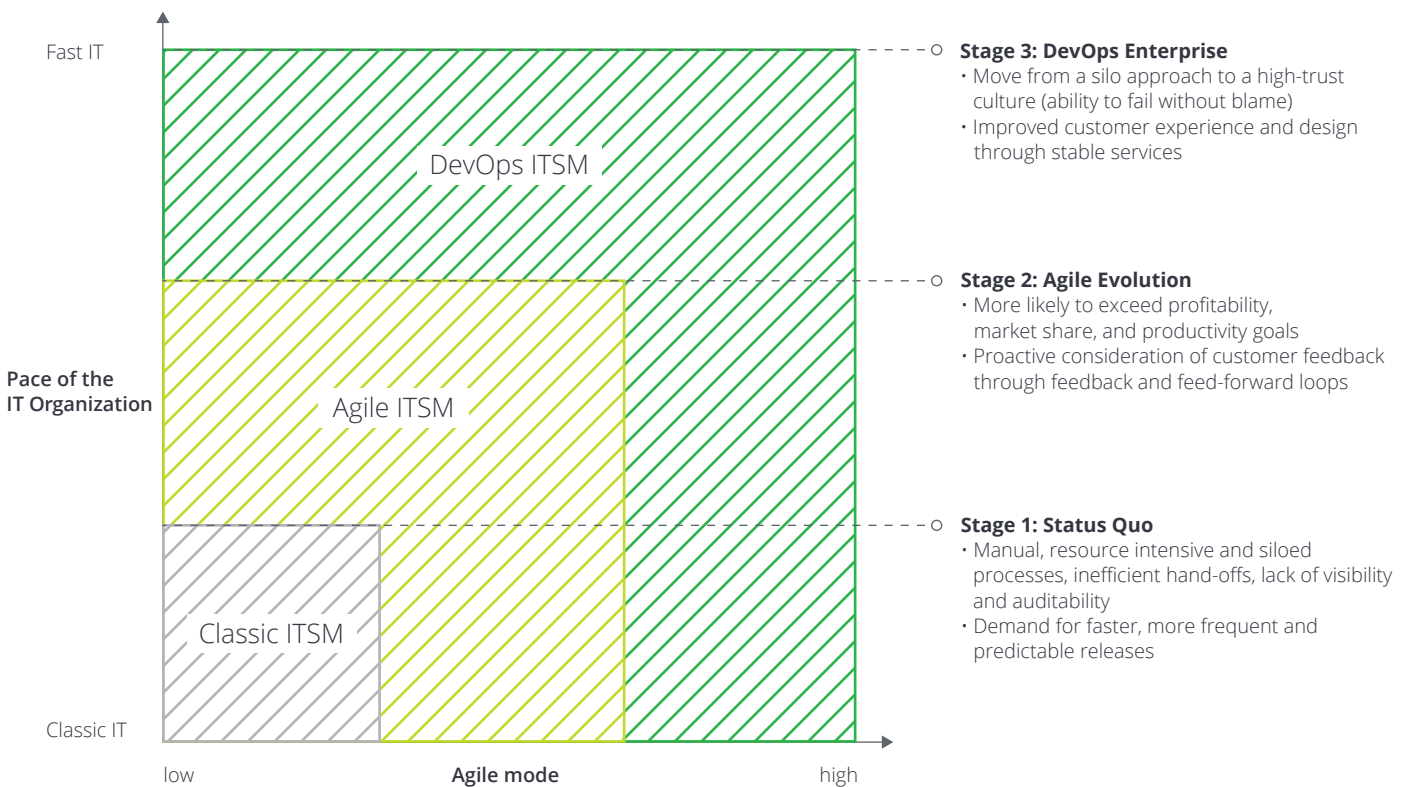 Fast IT
DevOps ITSM
Stage 3: DevOps Enterprise
• Move from a silo approach to a high-trust
culture (ability to fail without blame)
• Improved customer experience and design
through stable services
Stage 2: Agile Evolution
• More likely to exceed profitability,
market share, and productivity goals
• Proactive consideration of customer feedback
through feedback and feed-forward loops
Pace of the
IT Organization
Agile ITSM
Stage 1: Status Quo
• Manual, resource intensive and siloed
processes, inefficient hand-offs, lack of visibility
and auditability
• Demand for faster, more frequent and
predictable releases
Classic ITSM
Classic IT
low
Agile mode
high